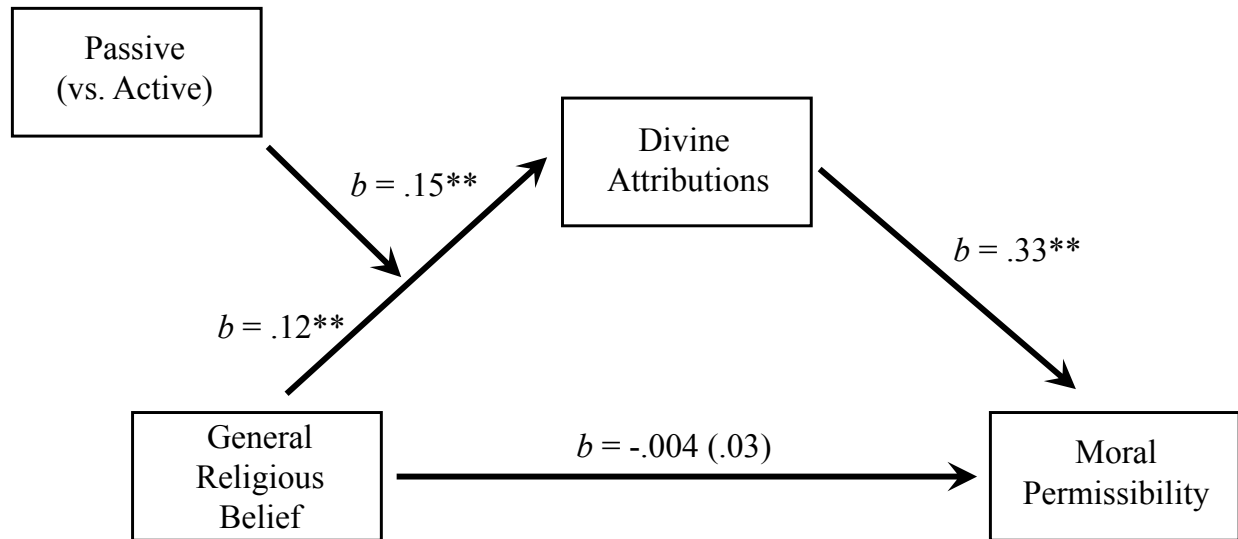 Passive
(vs. Active)
Divine
Attributions
b = .15**
b = .33**
b = .12**
General
Religious
Belief
b = -.004 (.03)
Moral
Permissibility